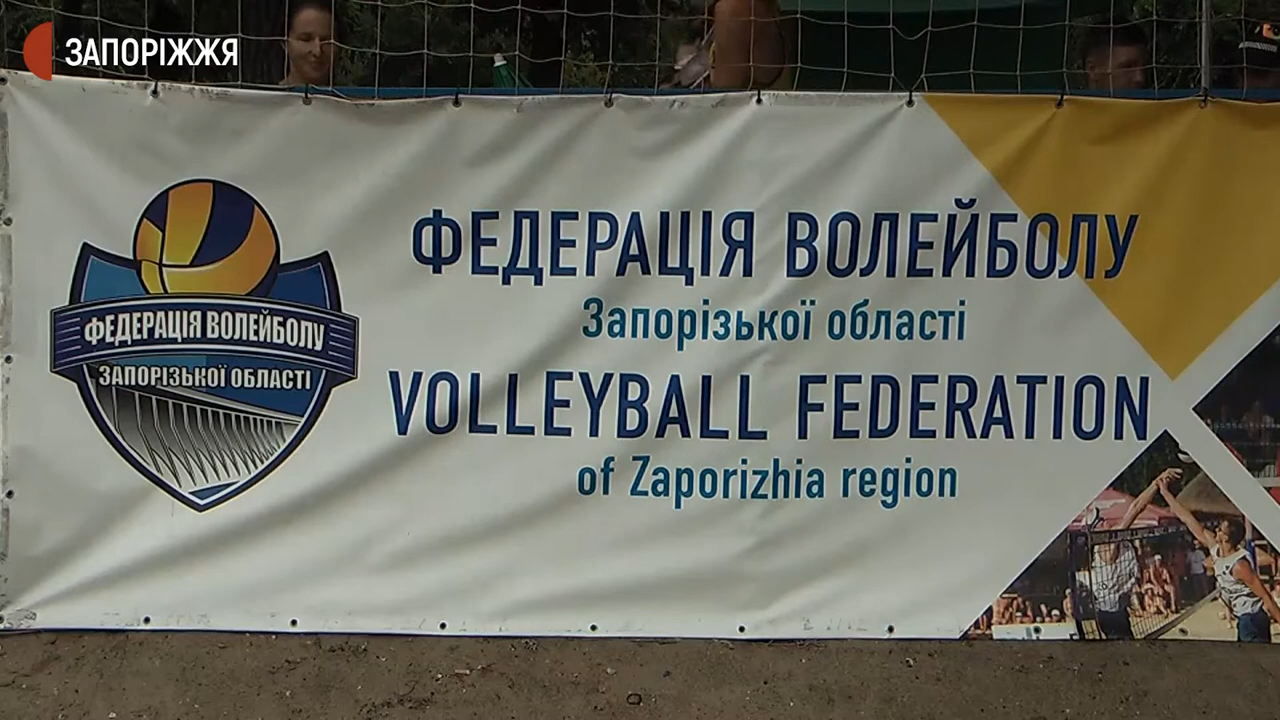 ЗАПОРІЖЖЯ
ФЕДЕРАЦІЯ ВОЛЕЙБОЛУ
Запорізької області
VOLLEYBALL FEDERATION
of Zaporizhia region
ФЕДЕРАЦІЯ ВОЛЕЙБОЛУ
ЗАПОРІЗЬКОЇ ОБЛАСТІ